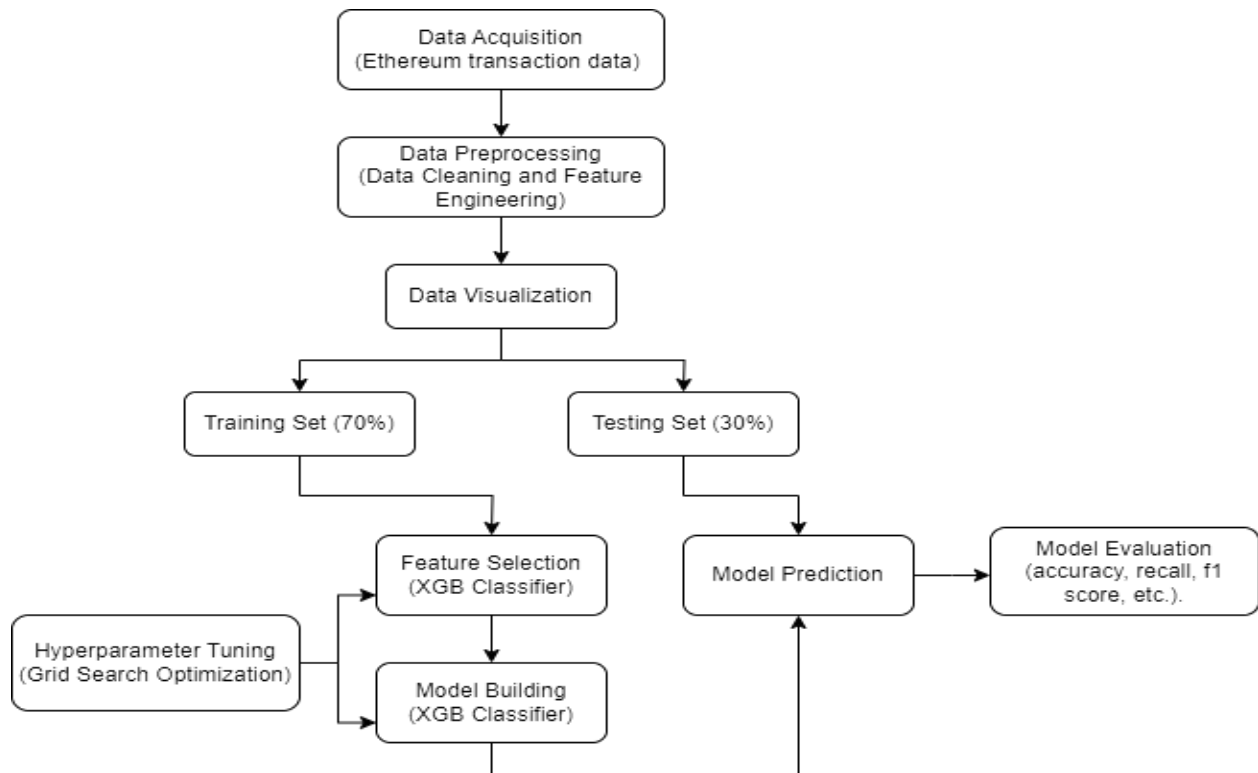 Data Acquisition
(Ethereum transaction data)
Data Preprocessing
(Data Cleaning and Feature
Engineering)
Data Visualization
Training Set (70%)
Testing Set (30%)
Feature Selection
(XGB Classifier)
Model Prediction
Model Evaluation
(accuracy, recall, f1
score, etc.).
Hyperparameter Tuning
(Grid Search Optimization)
Model Building
(XGB Classifier)